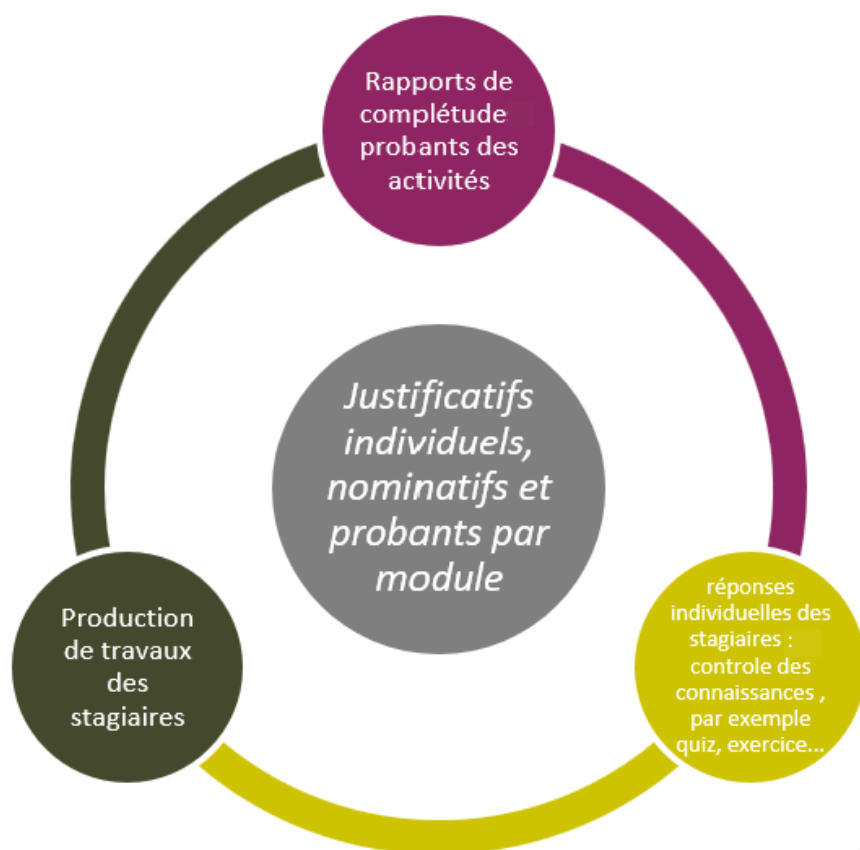 Rapports de
complétude
probants des
activités
Justificatifs
individuels,
nominatifs et
probants par
module
Production
de travaux
des
stagiaires
réponses
individuelles des
stagiaires :
controle des
connaissances ,
par exemple
quiz, exercice...